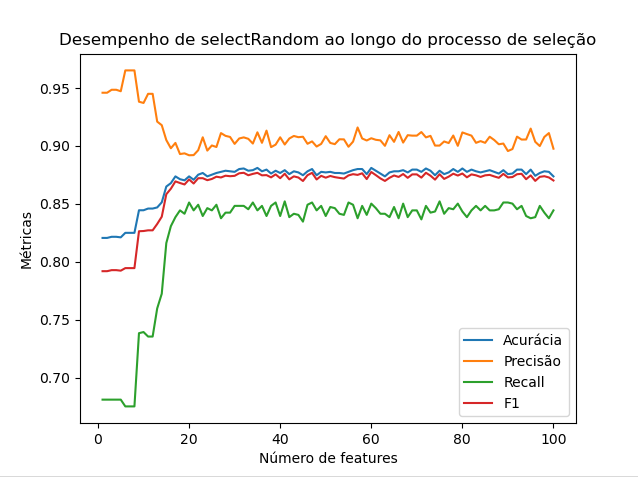 Desempenho de selectRandom ao longo do processo de seleção
0.95
0.90
0.85
0.80
0.75
0.70
Métricas
Acurácia
Precisão
Recall
F1
0 20 40 60 80 100
Número de features